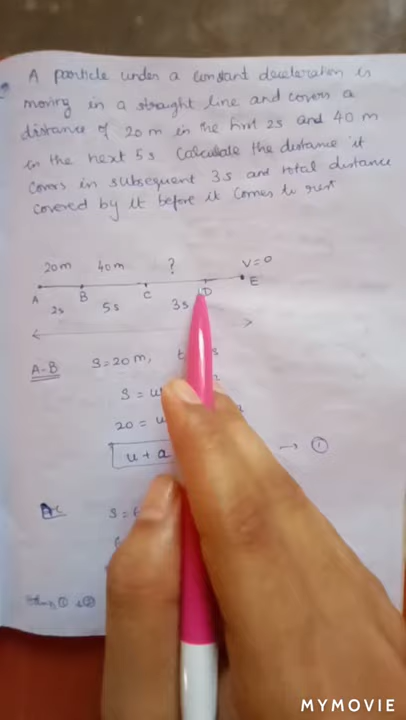 A particle under a constant deceleration is
moving in a straight line and covers a
distance of 20 m in the first 2s and 40 m
in the next 5s Calculate the distance it
covers in subsequent 3s and total distance
covered by it before it comes to rest
20m 40m ? V=0
A B C D E
2s 5s 3s
A-B S=20m, t
S = u
20 = u
u + a → ①
S=
① & ②
MYMOVIE